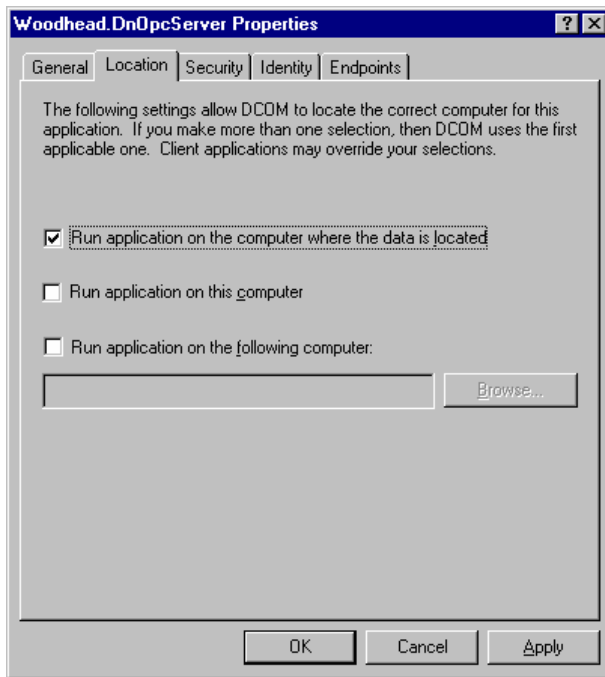 Woodhead.DnOpcServer Properties
General Location Security Identity Endpoints
The following settings allow DCOM to locate the correct computer for this
application. If you make more than one selection, then DCOM uses the first
applicable one. Client applications may override your selections.
Run application on the computer where the data is located
Run application on this computer
Run application on the following computer:
Browse...
OK Cancel Apply